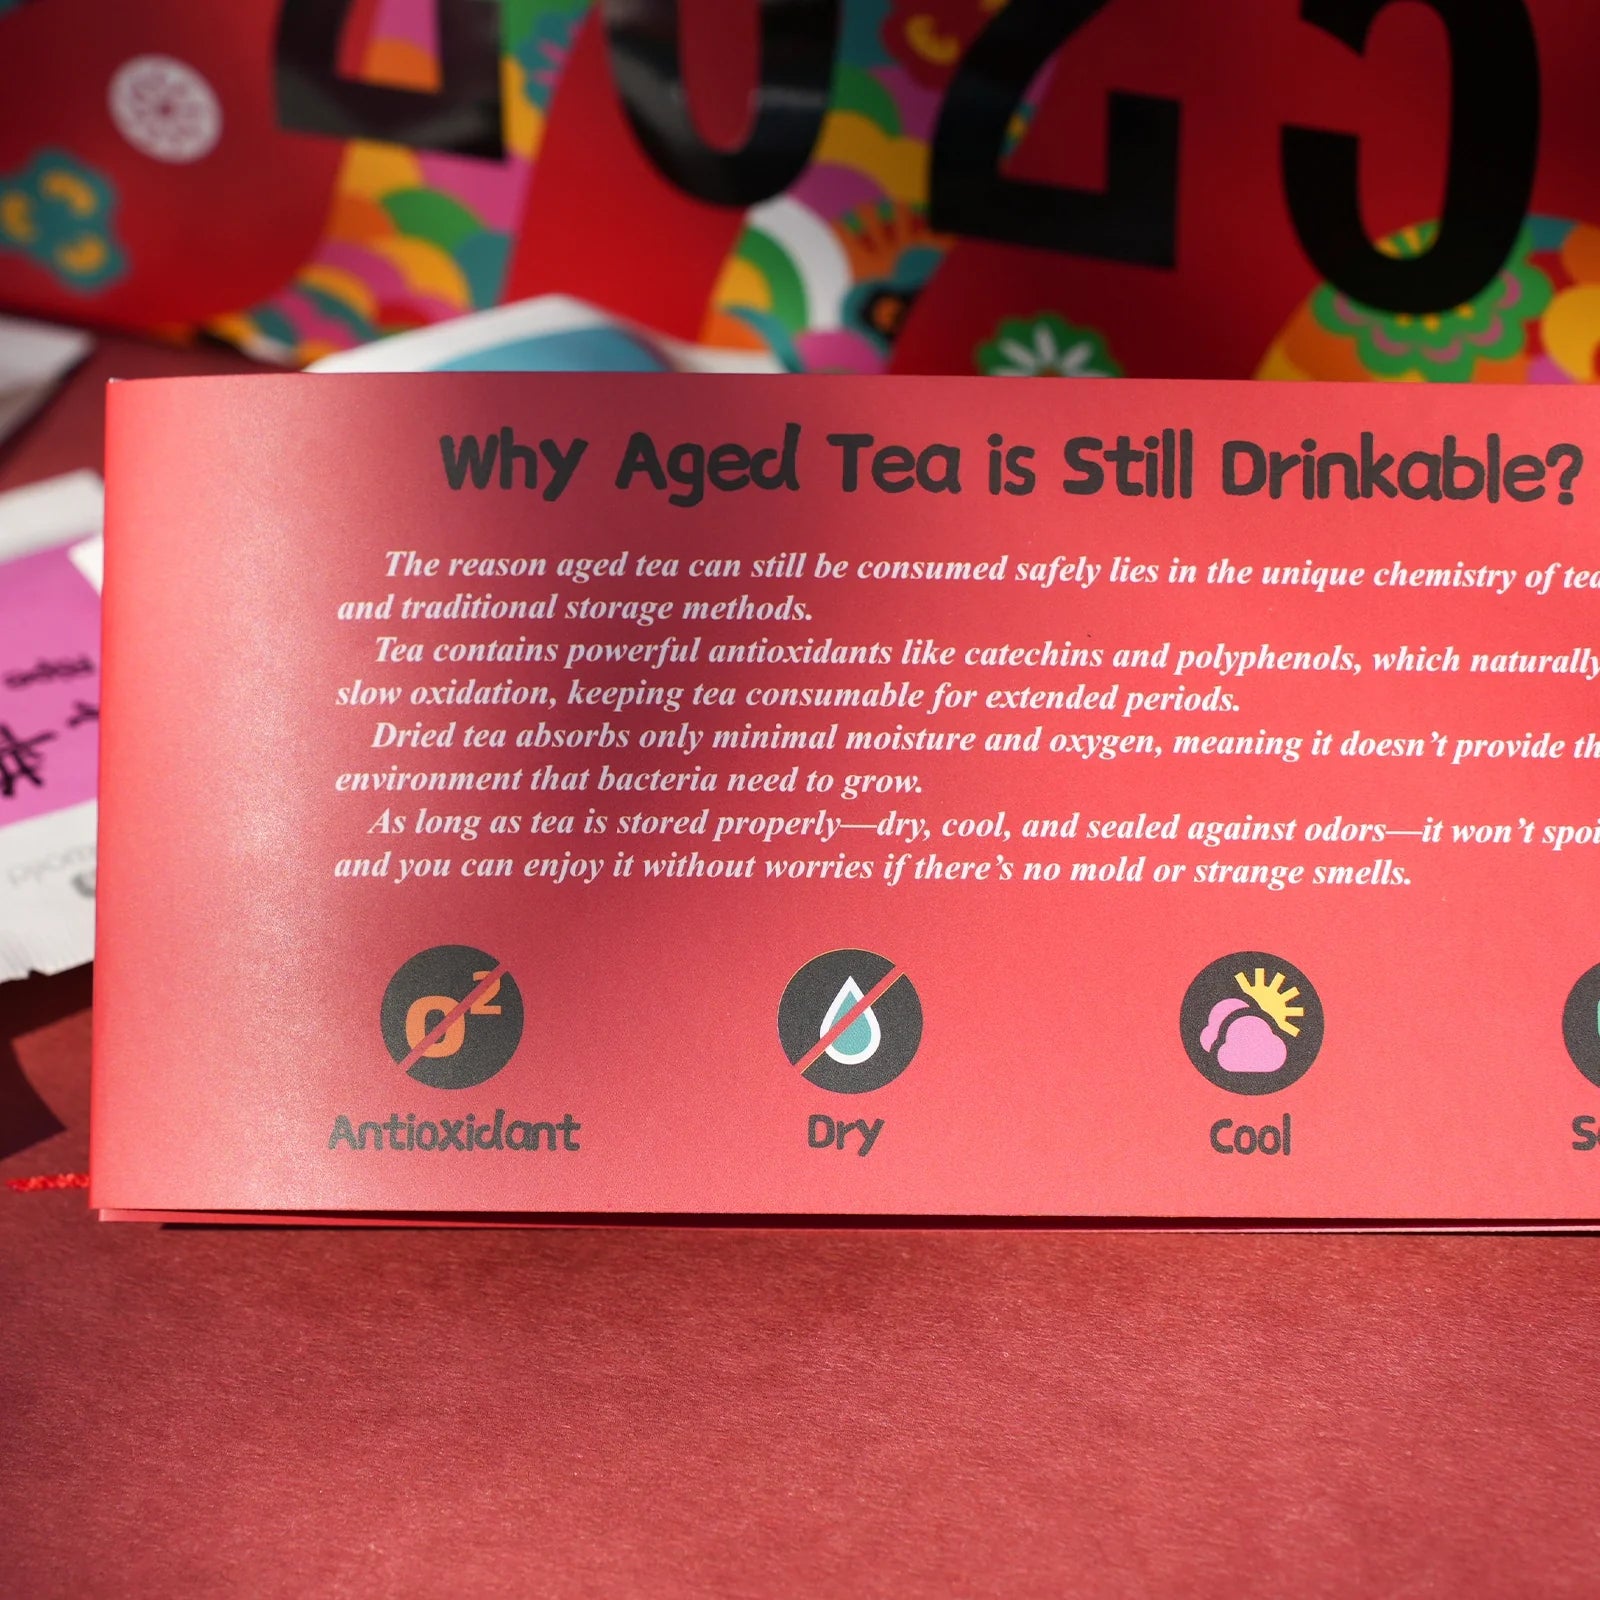 2025
Why Aged Tea is Still Drinkable?
The reason aged tea can still be consumed safely lies in the unique chemistry of tea
and traditional storage methods.
Tea contains powerful antioxidants like catechins and polyphenols, which naturally
slow oxidation, keeping tea consumable for extended periods.
Dried tea absorbs only minimal moisture and oxygen, meaning it doesn't provide
environment that bacteria need to grow.
As long as tea is stored properly—dry, cool, and sealed against odors—it won't
and you can enjoy it without worries if there's no mold or strange smells.
O²
Antioxidant Dry Cool